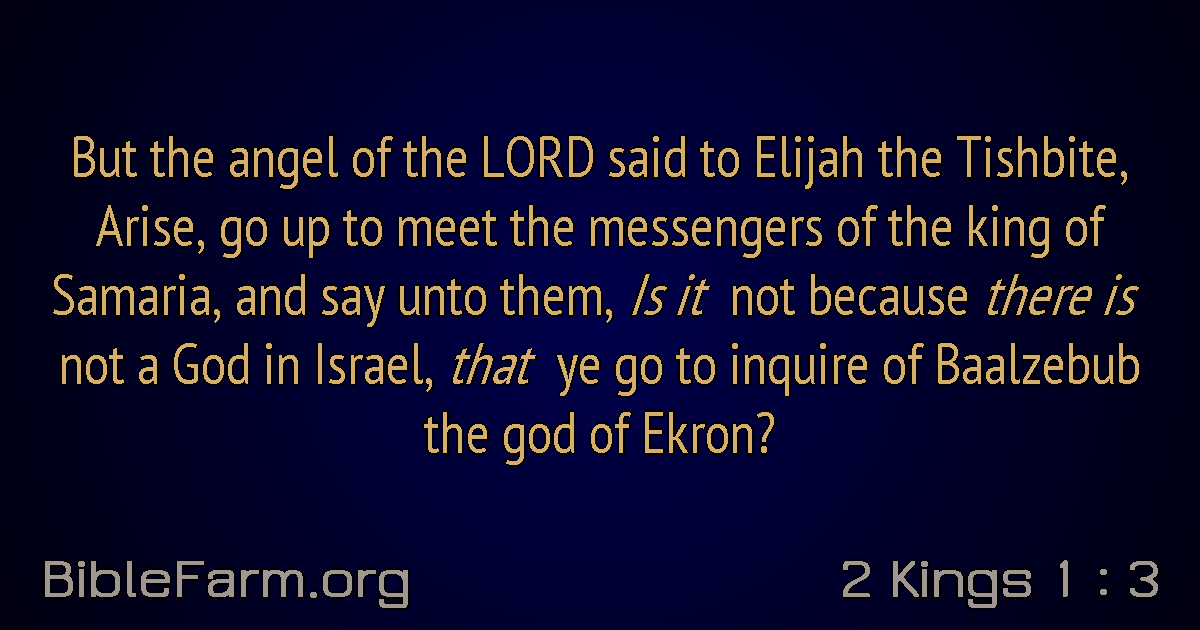 But the angel of the LORD said to Elijah the Tishbite,
Arise, go up to meet the messengers of the king of
Samaria, and say unto them, Is it not because there is
not a God in Israel, that ye go to inquire of Baalzebub
the god of Ekron?
BibleFarm.org
2 Kings 1 : 3